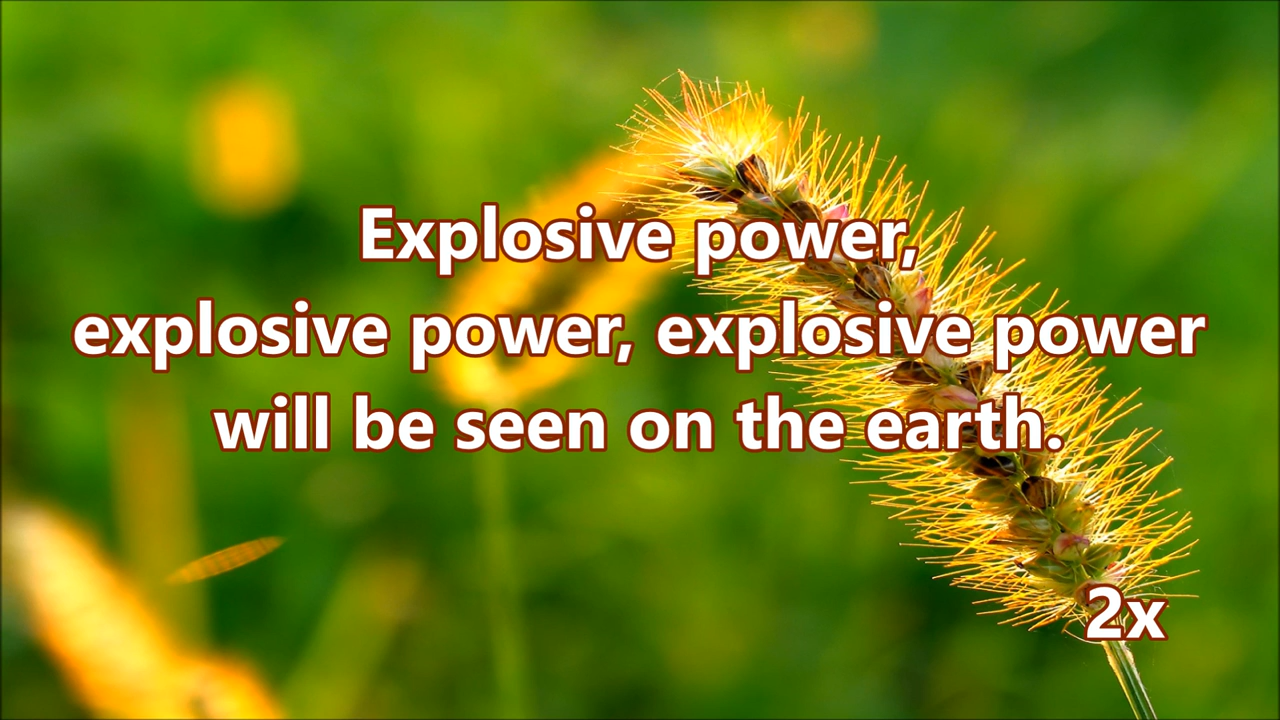 Explosive power,
explosive power, explosive power
will be seen on the earth.
2x